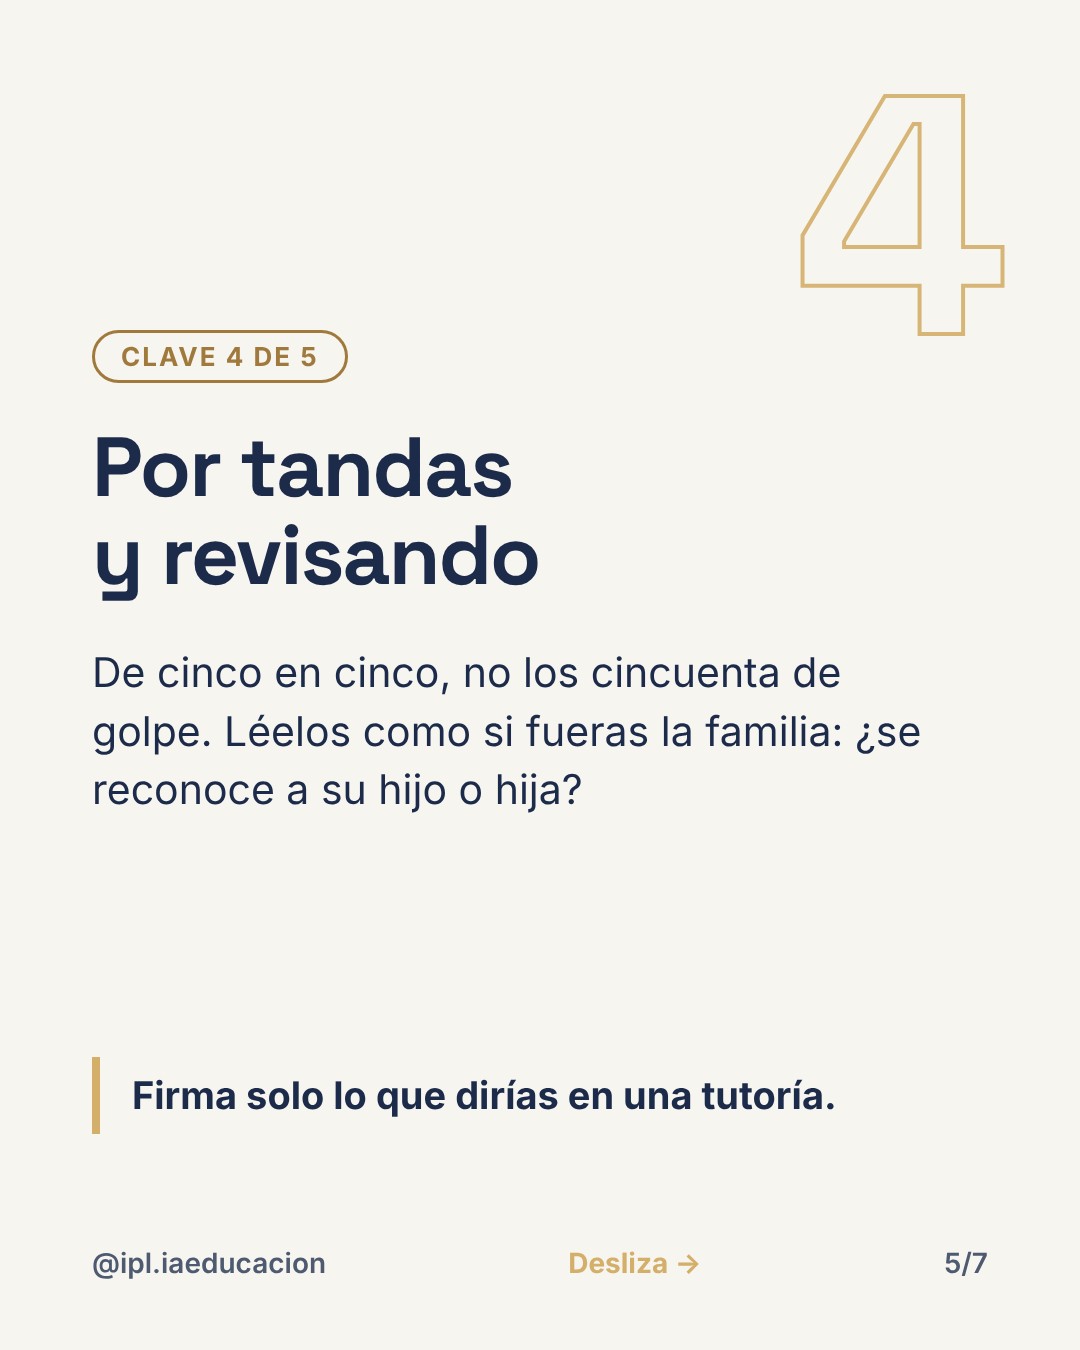 4
CLAVE 4 DE 5
Por tandas
y revisando
De cinco en cinco, no los cincuenta de
golpe. Léelos como si fueras la familia: ¿se
reconoce a su hijo o hija?
Firma solo lo que dirías en una tutoría.
@ipl.iaeducacion
Desliza →
5/7